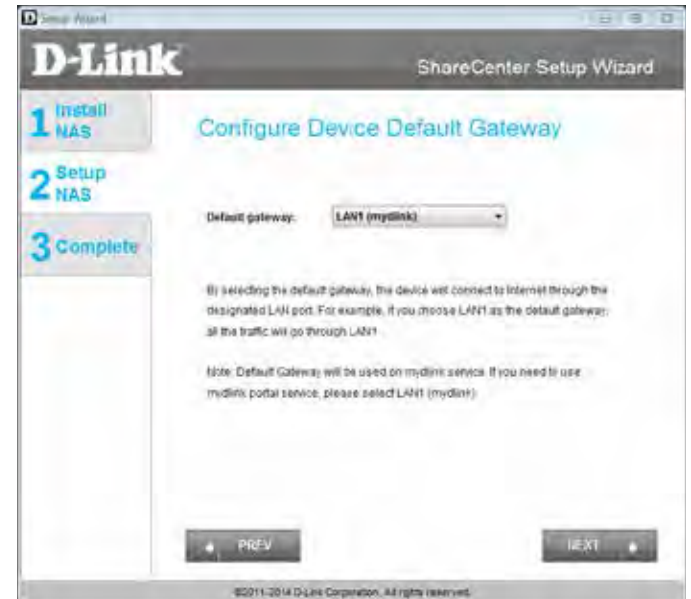 Setup Wizard
D-Link
ShareCenter Setup Wizard
1 Install NAS
2 Setup NAS
3 Complete
Configure Device Default Gateway
Default gateway: LAN1 (mydlink)
By selecting the default gateway, the device will connect to Internet through the
designated LAN port. For example, if you choose LAN1 as the default gateway,
all the traffic will go through LAN1.
Note: Default Gateway will be used on mydlink service. If you need to use
mydlink portal service, please select LAN1 (mydlink).
PREV
NEXT
©2011-2014 D-Link Corporation. All rights reserved.